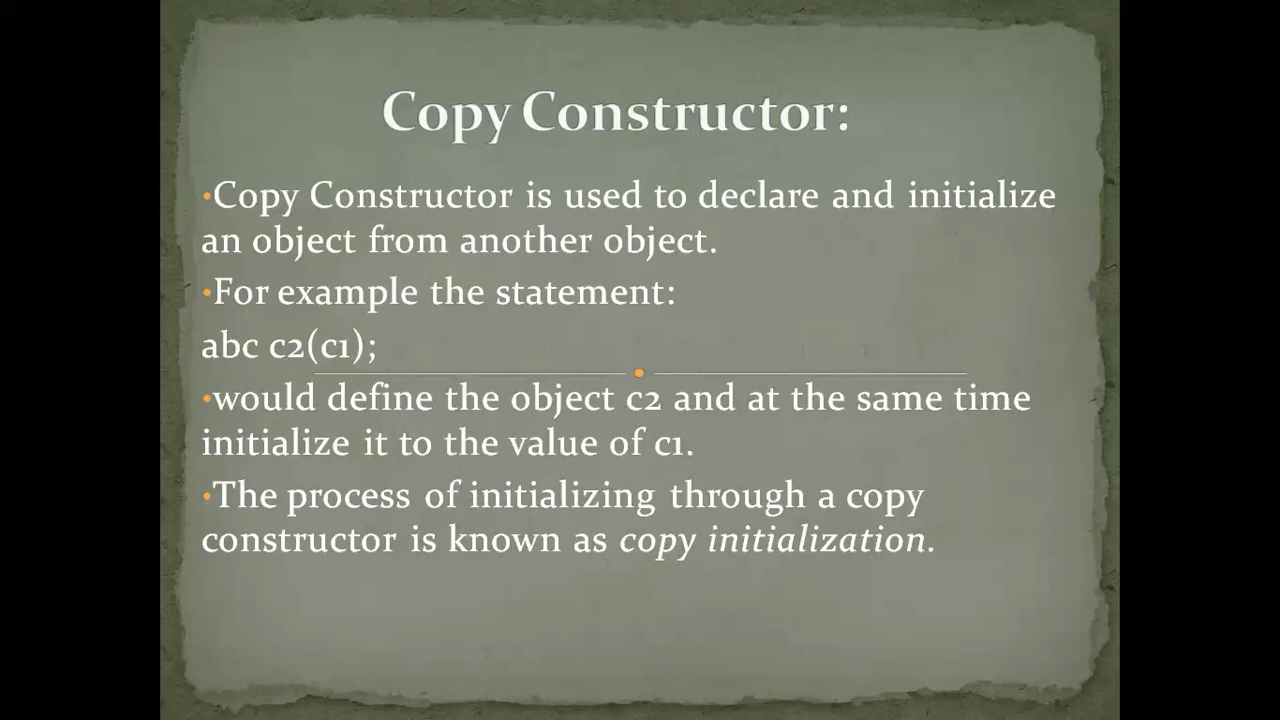 Copy Constructor:
•Copy Constructor is used to declare and initialize
an object from another object.
•For example the statement:
abc c2(c1);
•would define the object c2 and at the same time
initialize it to the value of c1.
•The process of initializing through a copy
constructor is known as copy initialization.